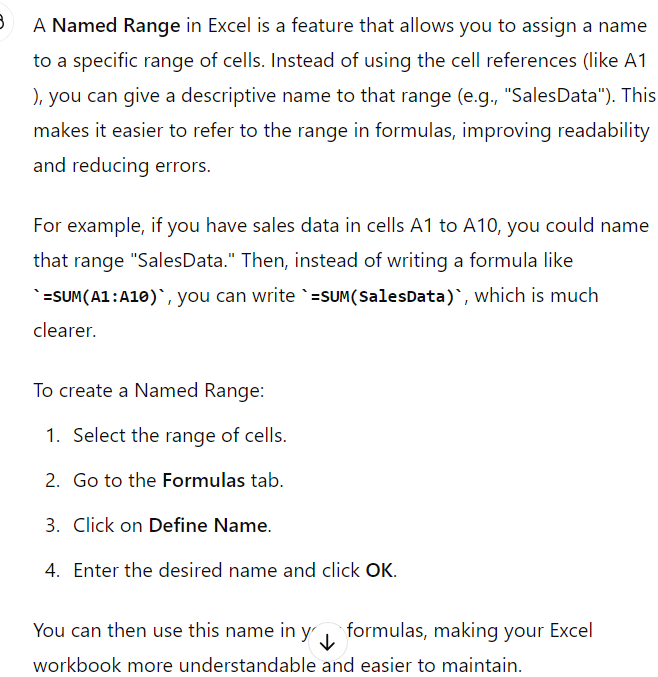 A Named Range in Excel is a feature that allows you to assign a name
to a specific range of cells. Instead of using the cell references (like A1
), you can give a descriptive name to that range (e.g., "SalesData"). This
makes it easier to refer to the range in formulas, improving readability
and reducing errors.
For example, if you have sales data in cells A1 to A10, you could name
that range "SalesData." Then, instead of writing a formula like
`=SUM(A1:A10)`, you can write `=SUM(SalesData)`, which is much
clearer.
To create a Named Range:
1. Select the range of cells.
2. Go to the Formulas tab.
3. Click on Define Name.
4. Enter the desired name and click OK.
You can then use this name in formulas, making your Excel
workbook more understandable and easier to maintain.